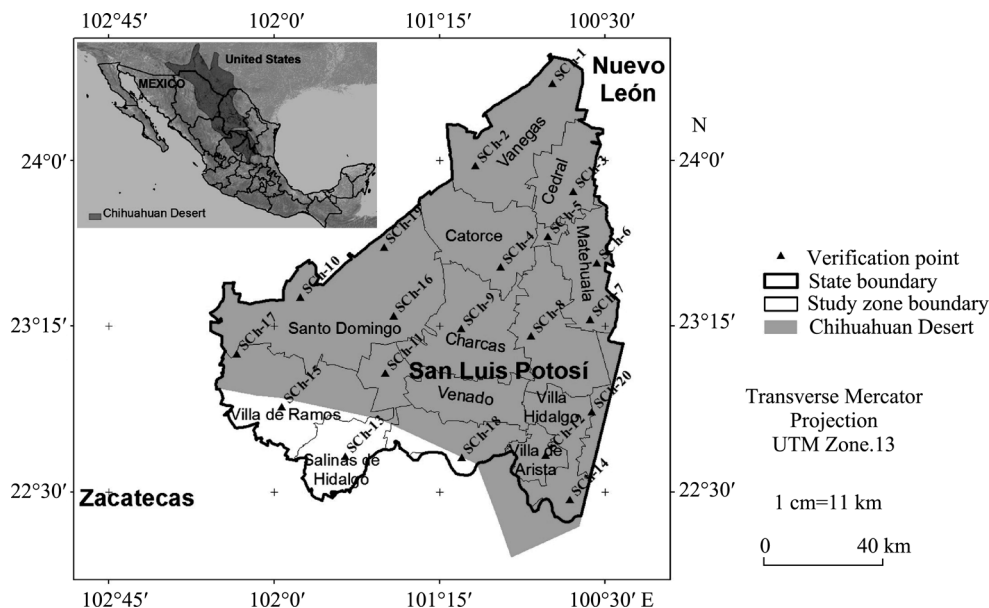 102°45′ 102°0′ 101°15′ 100°30′
United States
MEXICO
Chihuahuan Desert
Nuevo
León
N
24°0′
24°0′
23°15′
23°15′
22°30′
22°30′
SCh-1
SCh-2
Vanegas
SCh-3
Cedral
SCh-5
SCh-4
Catorce
SCh-6
Matehuala
SCh-19
SCh-10
SCh-16
SCh-9
SCh-8
SCh-7
SCh-17
Santo Domingo
Charcas
SCh-11
San Luis Potosí
SCh-15
Venado
Villa
Hidalgo
SCh-20
Villa de Ramos
SCh-13
SCh-18
SCh-12
Villa de
Arista
Salinas de
Hidalgo
SCh-14
Zacatecas
Verification point
State boundary
Study zone boundary
Chihuahuan Desert
Transverse Mercator
Projection
UTM Zone.13
1 cm=11 km
0 40 km
102°45′ 102°0′ 101°15′ 100°30′ E